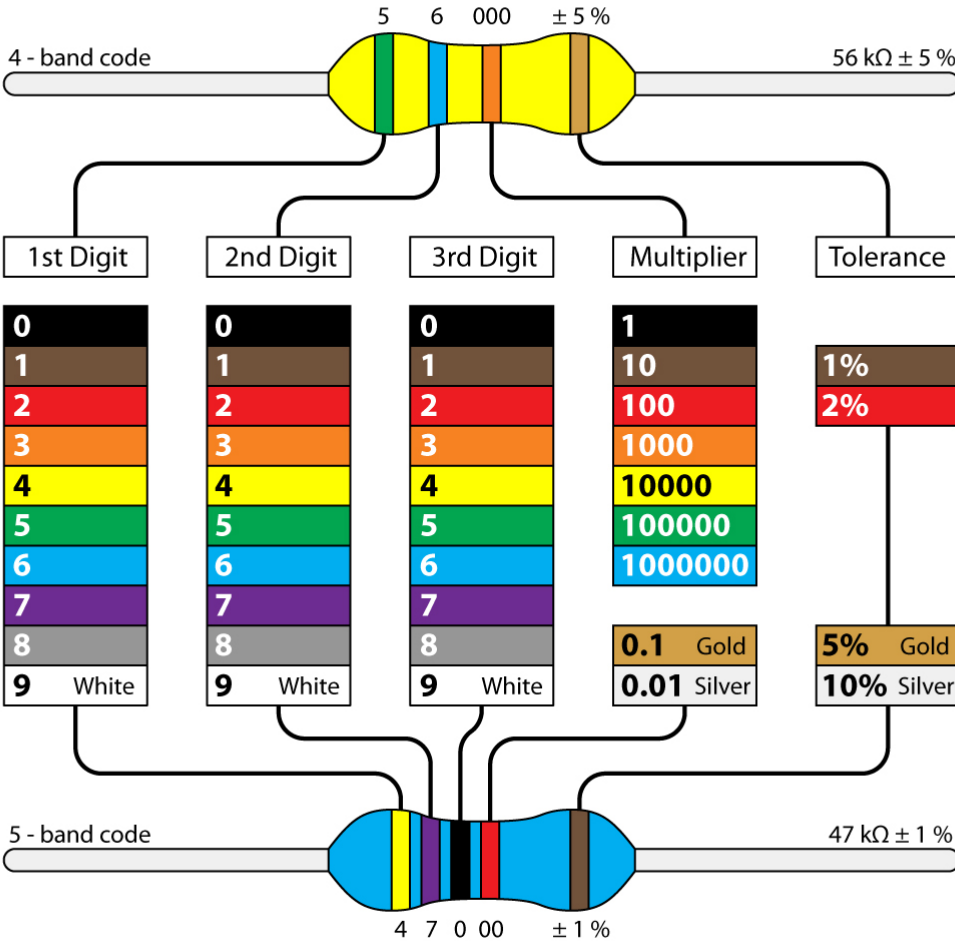 5 6 000 ± 5 %
4 - band code 56 kΩ ± 5 %
1st Digit 2nd Digit 3rd Digit Multiplier Tolerance
0 0 0 1
1 1 1 10 1%
2 2 2 100 2%
3 3 3 1000
4 4 4 10000
5 5 5 100000
6 6 6 1000000
7 7 7
8 8 8 0.1 Gold 5% Gold
9 White 9 White 9 White 0.01 Silver 10% Silver
5 - band code 47 kΩ ± 1 %
4 7 0 00 ± 1 %